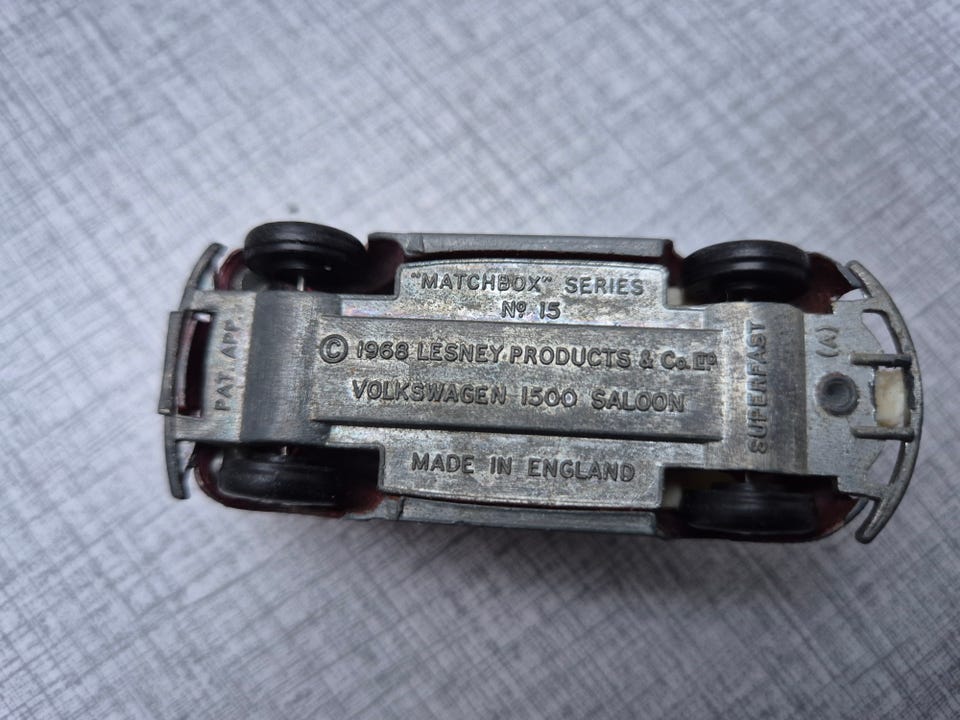 "MATCHBOX" SERIES
Nº 15
© 1968 LESNEY PRODUCTS & Co. LTD
VOLKSWAGEN 1500 SALOON
MADE IN ENGLAND
PAT APP
SUPERFAST
(A)